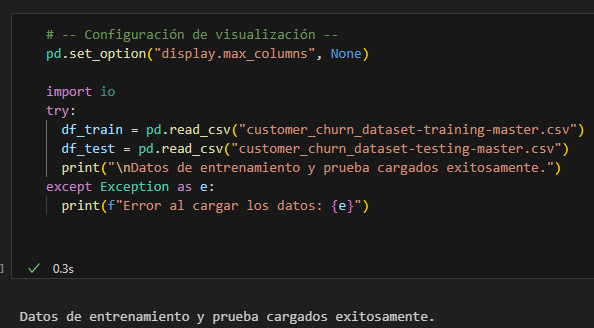 # -- Configuración de visualización --
pd.set_option("display.max_columns", None)
import io
try:
  df_train = pd.read_csv("customer_churn_dataset-training-master.csv")
  df_test = pd.read_csv("customer_churn_dataset-testing-master.csv")
  print("\nDatos de entrenamiento y prueba cargados exitosamente.")
except Exception as e:
  print(f"Error al cargar los datos: {e}")
] ✓ 0.3s
Datos de entrenamiento y prueba cargados exitosamente.